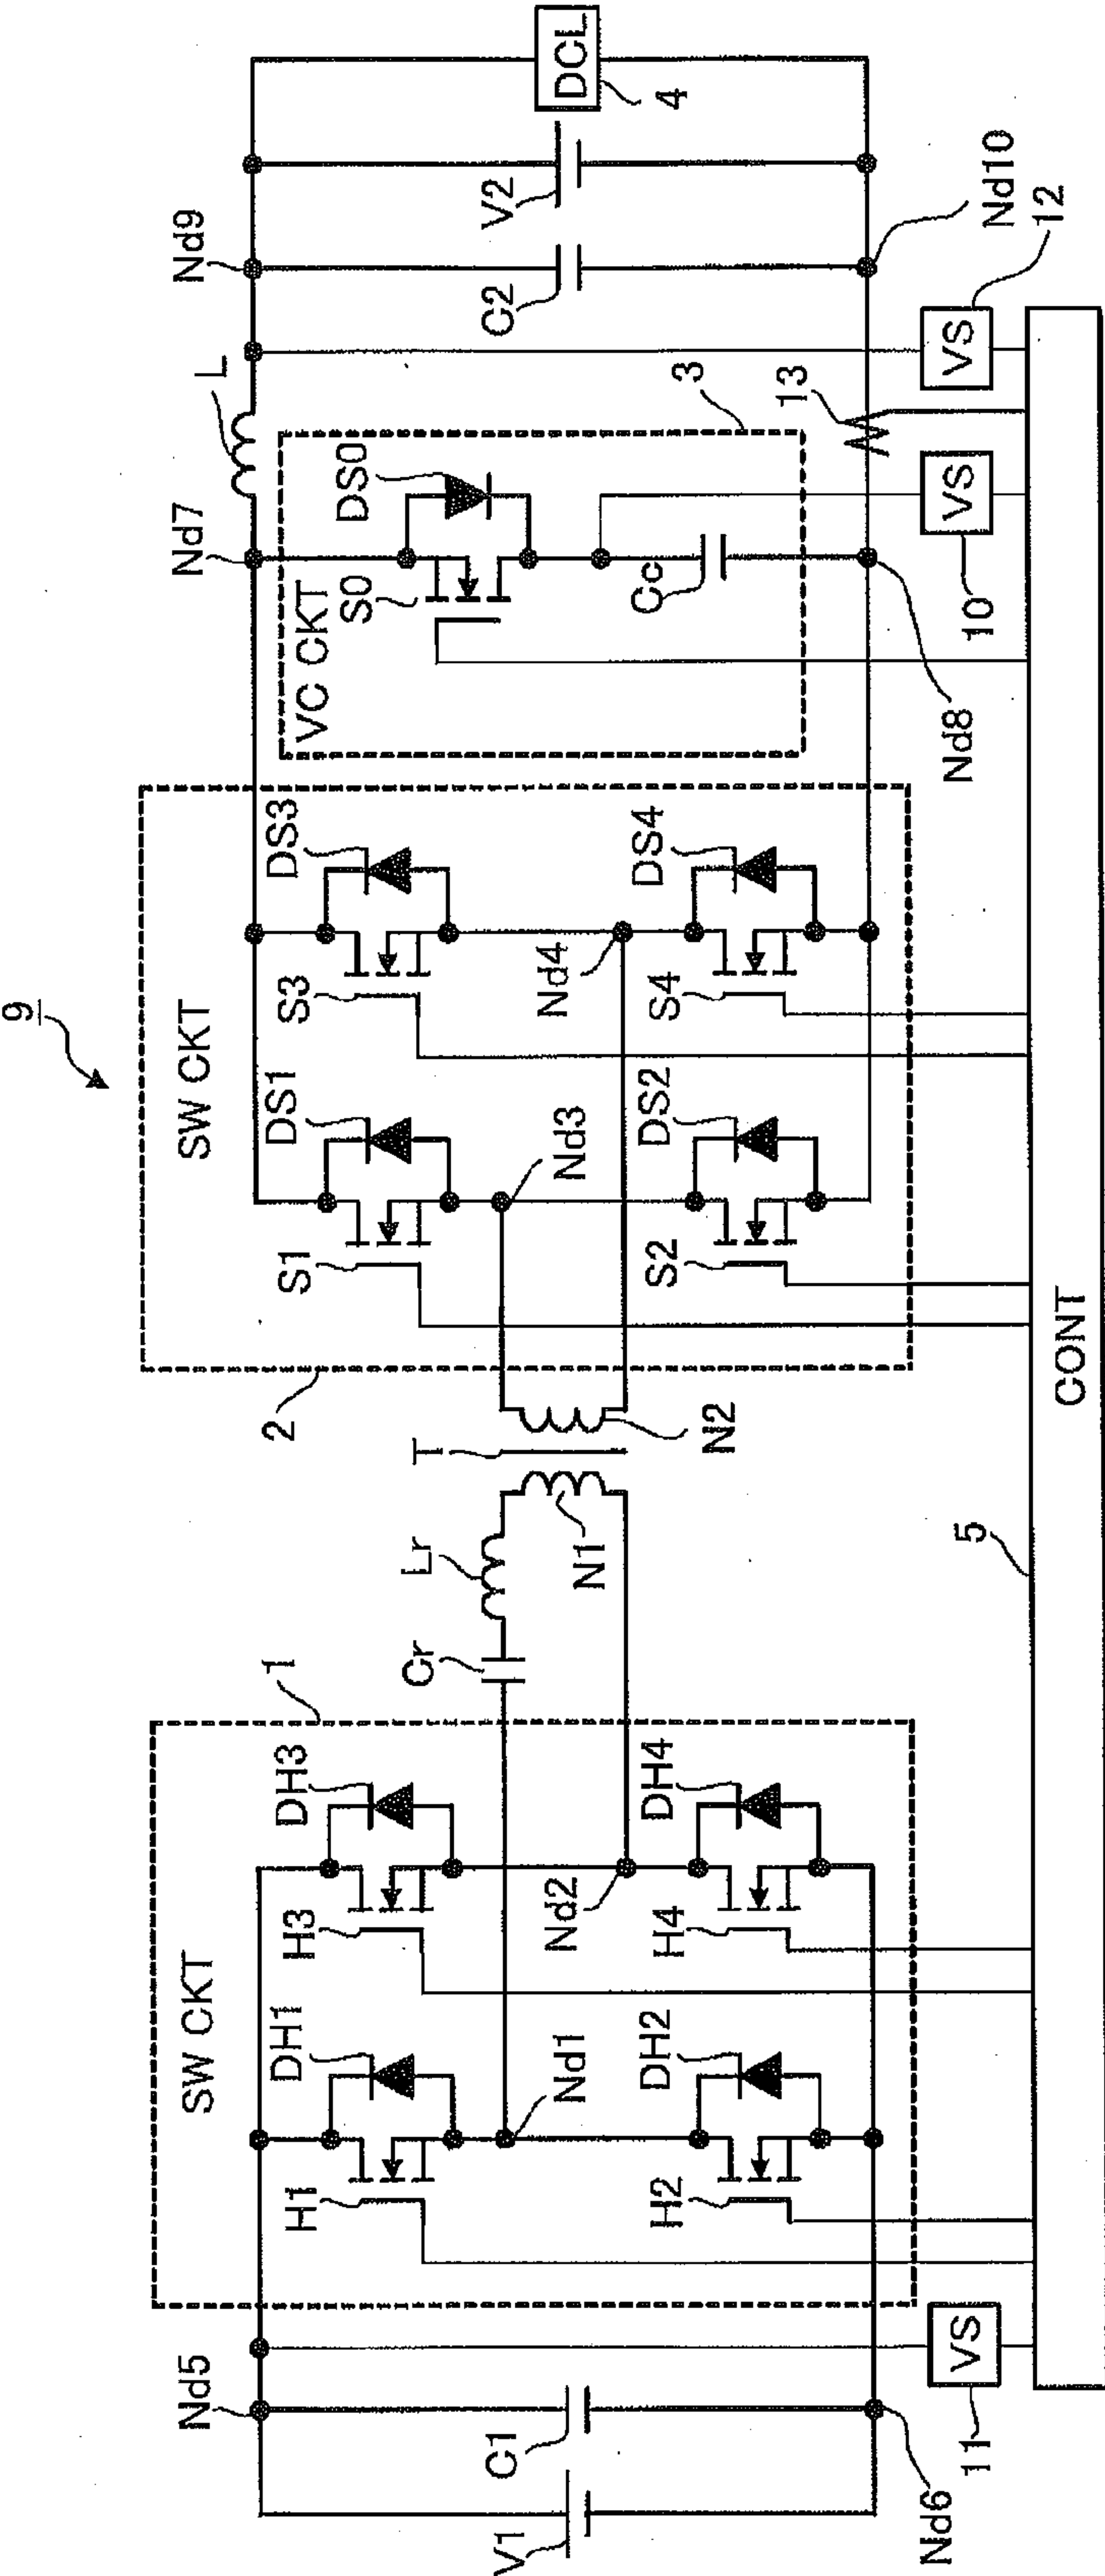 9
SW CKT
1
Nd5
V1
C1
Nd6
VS
11
H1
DH1
H2
DH2
Nd1
H3
DH3
H4
DH4
Nd2
Cr
Lr
N1
T
N2
SW CKT
2
S1
DS1
S2
DS2
Nd3
S3
DS3
S4
DS4
Nd4
VC CKT
3
S0
DS0
Cc
Nd7
Nd8
L
VS
10
13
VS
12
Nd9
Nd10
C2
V2
DCL
4
5
CONT